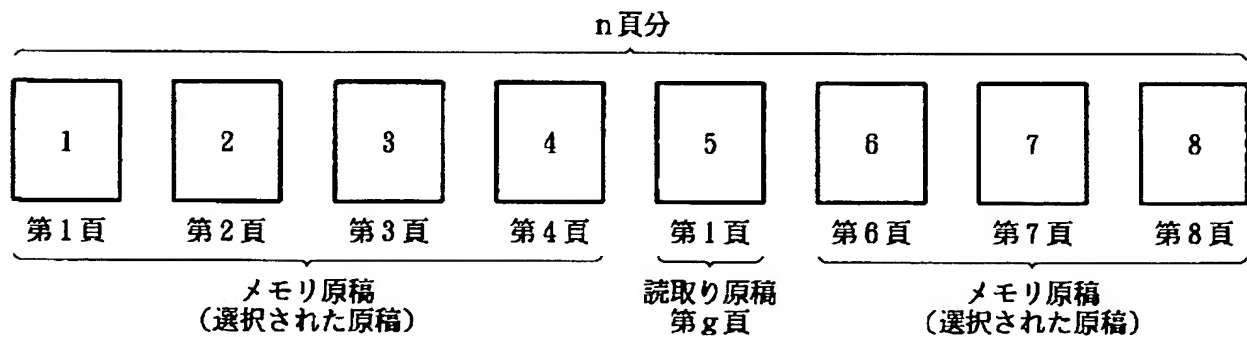 n頁分
1 2 3 4 5 6 7 8
第1頁 第2頁 第3頁 第4頁 第1頁 第6頁 第7頁 第8頁
メモリ原稿 読取り原稿 メモリ原稿
(選択された原稿) 第g頁 (選択された原稿)